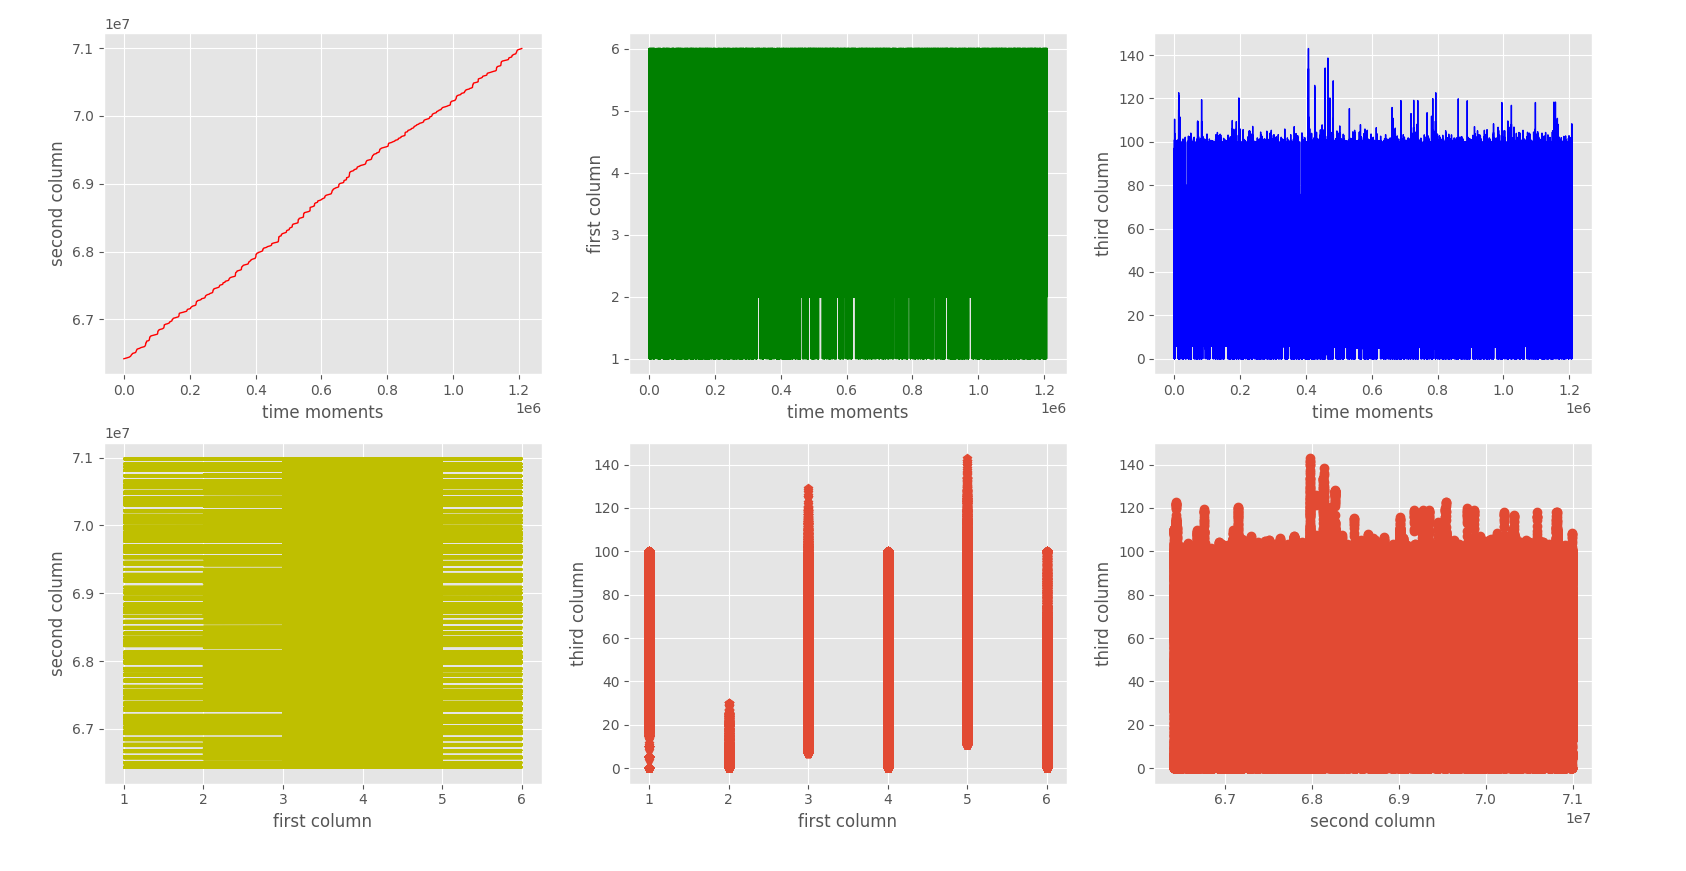 1e7
7.1
7.0
6.9
6.8
6.7
second column
0.0 0.2 0.4 0.6 0.8 1.0 1.2
1e6
time moments
6
5
4
3
2
1
first column
0.0 0.2 0.4 0.6 0.8 1.0 1.2
1e6
time moments
140
120
100
80
60
40
20
0
third column
0.0 0.2 0.4 0.6 0.8 1.0 1.2
1e6
time moments
1e7
7.1
7.0
6.9
6.8
6.7
second column
1 2 3 4 5 6
first column
140
120
100
80
60
40
20
0
third column
1 2 3 4 5 6
first column
140
120
100
80
60
40
20
0
third column
6.7 6.8 6.9 7.0 7.1
1e7
second column